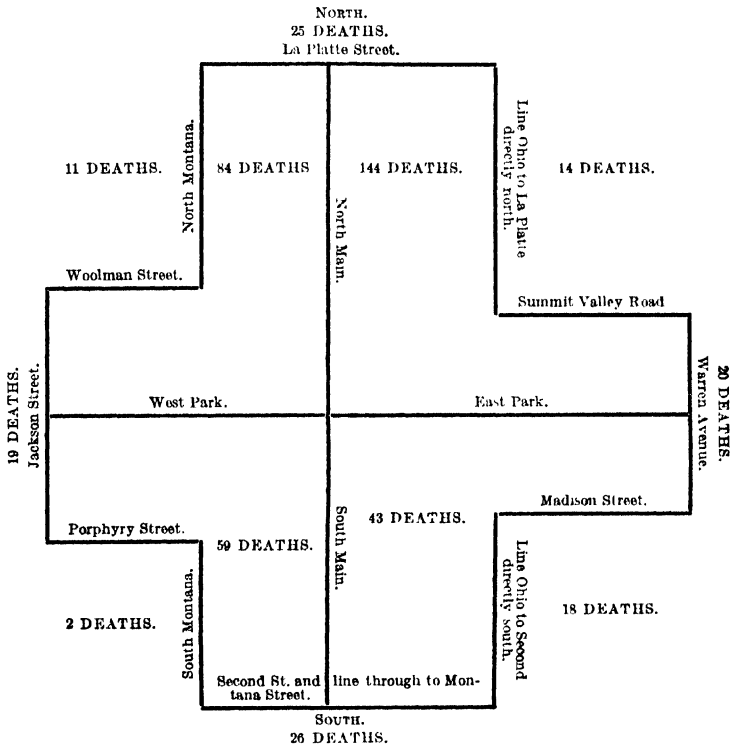 NORTH.
25 DEATHS.
La Platte Street.
11 DEATHS.
North Montana.
84 DEATHS
North Main.
144 DEATHS.
Line Ohio to La Platte
directly north.
14 DEATHS.
Woolman Street.
Summit Valley Road
19 DEATHS.
Jackson Street.
West Park.
East Park.
Warren Avenue.
20 DEATHS.
Porphyry Street.
59 DEATHS.
South Main.
43 DEATHS.
Madison Street.
2 DEATHS.
South Montana.
Line Ohio to Second
directly south.
18 DEATHS.
Second St. and line through to Mon-
tana Street.
SOUTH.
26 DEATHS.